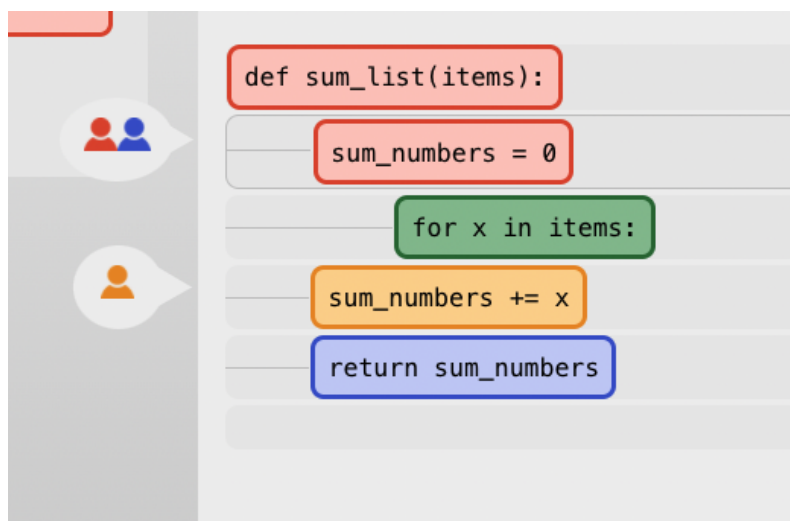 def sum_list(items):
sum_numbers = 0
for x in items:
sum_numbers += x
return sum_numbers